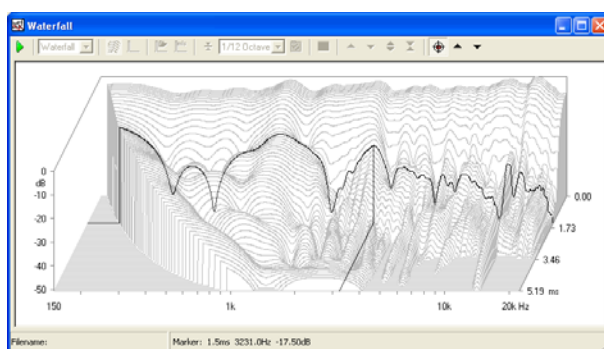 Waterfall
Waterfall 1/12 Octave
0
dB
-10
-20
-30
-40
-50
150 1k 10k 20k Hz
0.00
1.73
3.46
5.19 ms
Filename: Marker: 1.5ms 3231.0Hz -17.50dB